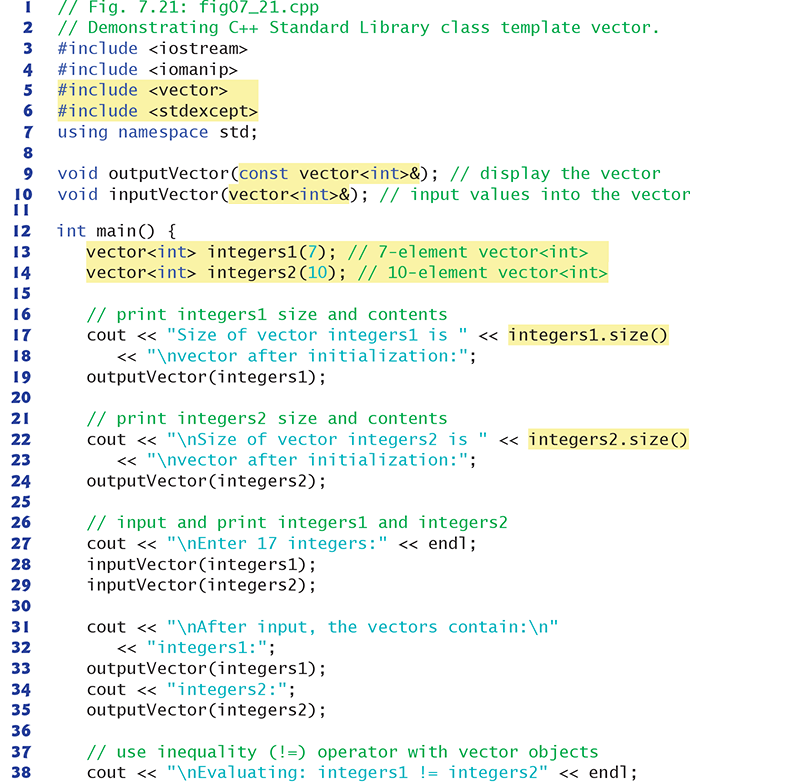 1 // Fig. 7.21: fig07_21.cpp
2 // Demonstrating C++ Standard Library class template vector.
3 #include <iostream>
4 #include <iomanip>
5 #include <vector>
6 #include <stdexcept>
7 using namespace std;
8
9 void outputVector(const vector<int>&); // display the vector
10 void inputVector(vector<int>&); // input values into the vector
11
12 int main() {
13 vector<int> integers1(7); // 7-element vector<int>
14 vector<int> integers2(10); // 10-element vector<int>
15
16 // print integers1 size and contents
17 cout << "Size of vector integers1 is " << integers1.size()
18 << "\nvector after initialization:";
19 outputVector(integers1);
20
21 // print integers2 size and contents
22 cout << "\nSize of vector integers2 is " << integers2.size()
23 << "\nvector after initialization:";
24 outputVector(integers2);
25
26 // input and print integers1 and integers2
27 cout << "\nEnter 17 integers:" << endl;
28 inputVector(integers1);
29 inputVector(integers2);
30
31 cout << "\nAfter input, the vectors contain:\n"
32 << "integers1:";
33 outputVector(integers1);
34 cout << "integers2:";
35 outputVector(integers2);
36
37 // use inequality (!=) operator with vector objects
38 cout << "\nEvaluating: integers1 != integers2" << endl;